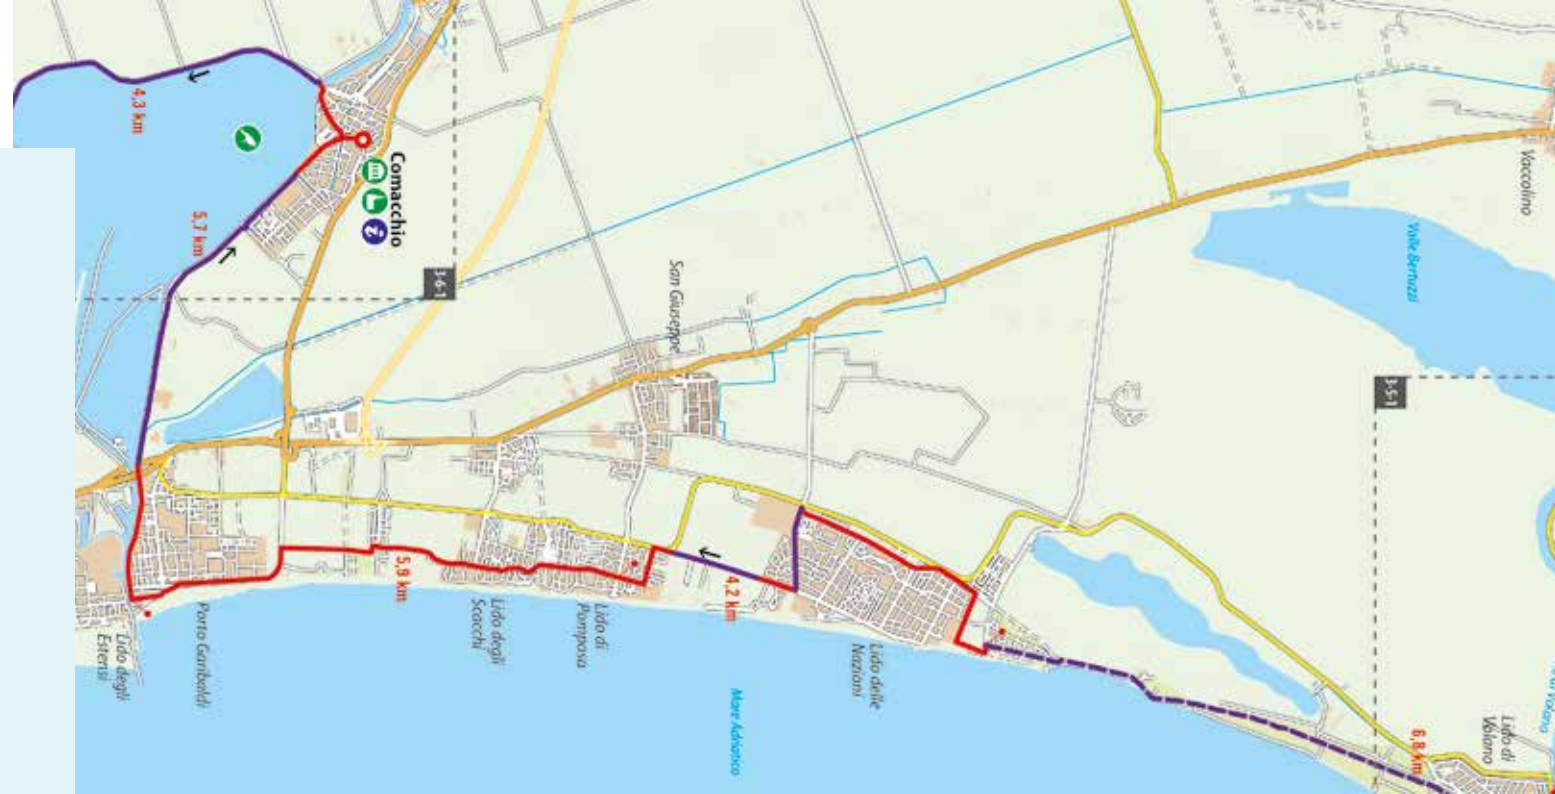 4,3 km
Comacchio
5,7 km
3-6-1
San Giuseppe
Vaccolino
Valle Bertuzzi
3-5-1
5,9 km
4,2 km
6,8 km
Lido degli
Estensi
Porto Garibaldi
Lido degli
Scacchi
Lido di
Pomposa
Lido delle
Nazioni
Mare Adriatico
Lido di
Volano